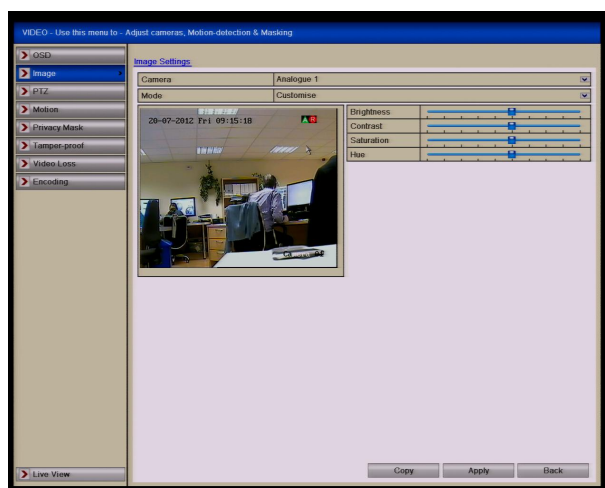 VIDEO - Use this menu to - Adjust cameras, Motion-detection & Masking
OSD
Image
PTZ
Motion
Privacy Mask
Tamper-proof
Video Loss
Encoding
Live View
Image Settings
Camera Analogue 1
Mode Customise
20-07-2012 Fri 09:15:18 A R
Brightness
Contrast
Saturation
Hue
Copy Apply Back